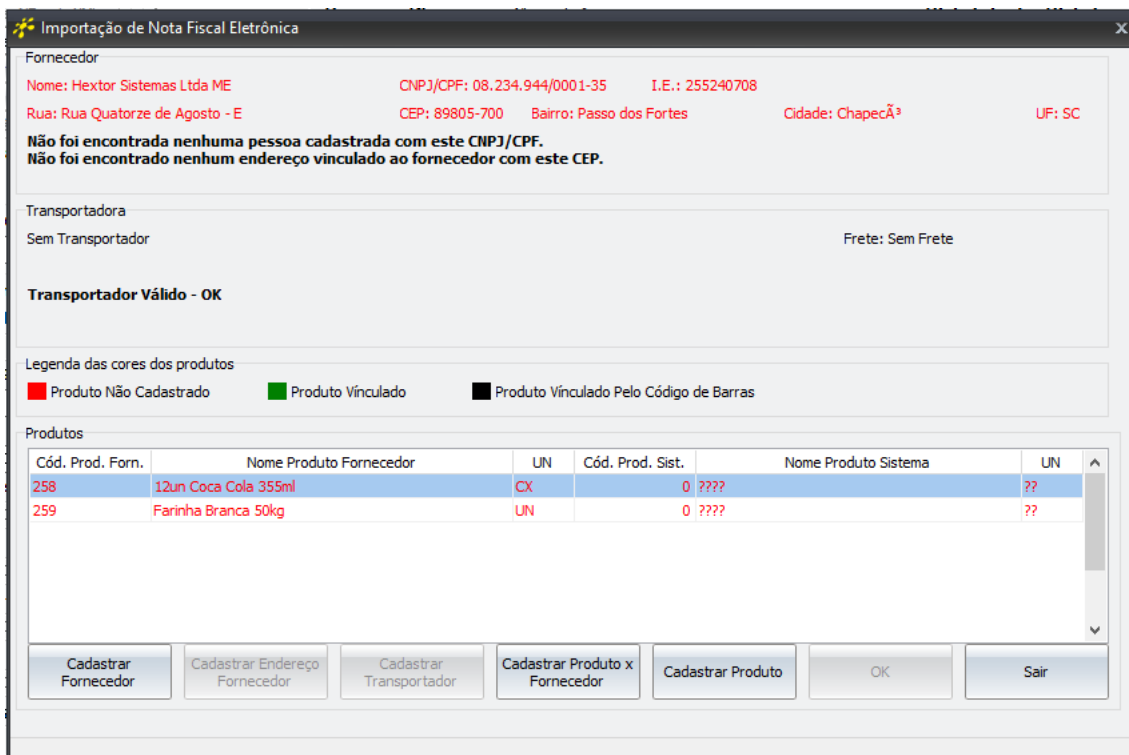 Importação de Nota Fiscal Eletrônica x
Fornecedor
Nome: Hextor Sistemas Ltda ME CNPJ/CPF: 08.234.944/0001-35 I.E.: 255240708
Rua: Rua Quatorze de Agosto - E CEP: 89805-700 Bairro: Passo dos Fortes Cidade: ChapecÃ³ UF: SC
Não foi encontrada nenhuma pessoa cadastrada com este CNPJ/CPF.
Não foi encontrado nenhum endereço vinculado ao fornecedor com este CEP.
Transportadora
Sem Transportador Frete: Sem Frete
Transportador Válido - OK
Legenda das cores dos produtos
Produto Não Cadastrado Produto Vínculado Produto Vínculado Pelo Código de Barras
Produtos
Cód. Prod. Forn. Nome Produto Fornecedor UN Cód. Prod. Sist. Nome Produto Sistema UN
258 12un Coca Cola 355ml CX 0 ???? ??
259 Farinha Branca 50kg UN 0 ???? ??
Cadastrar Fornecedor Cadastrar Endereço Fornecedor Cadastrar Transportador Cadastrar Produto x Fornecedor Cadastrar Produto OK Sair